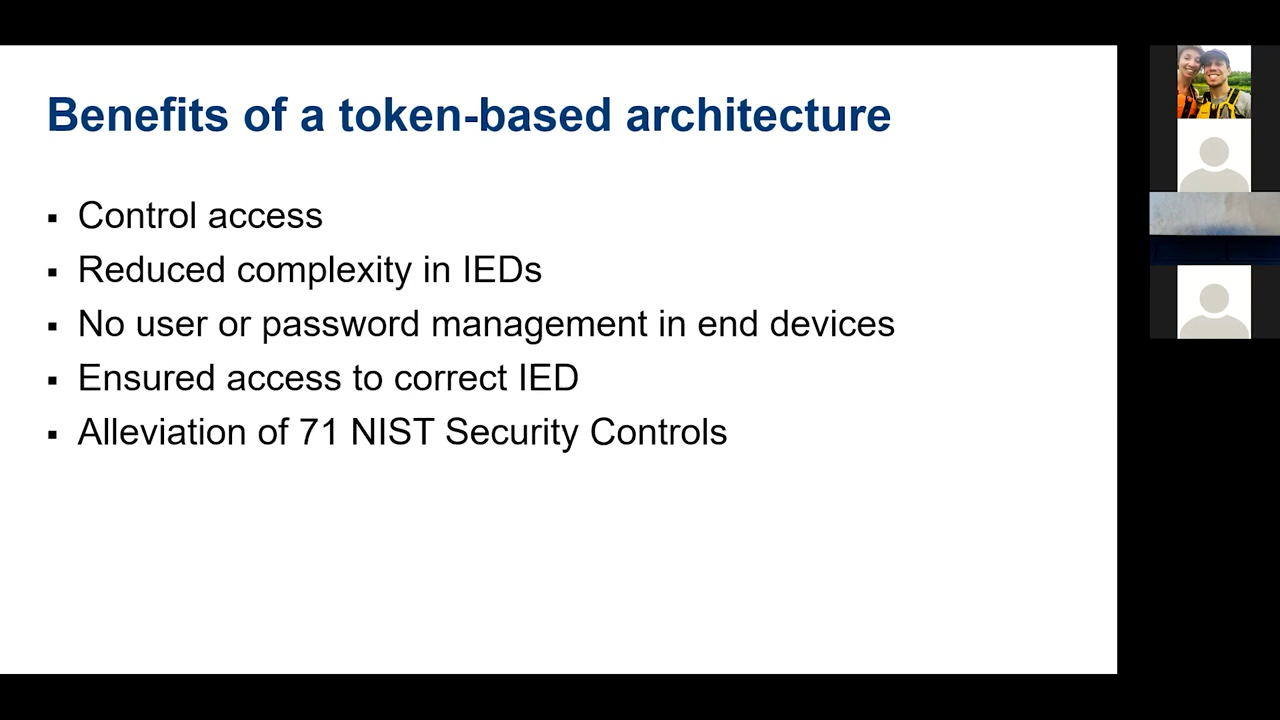 Benefits of a token-based architecture
▪ Control access
▪ Reduced complexity in IEDs
▪ No user or password management in end devices
▪ Ensured access to correct IED
▪ Alleviation of 71 NIST Security Controls